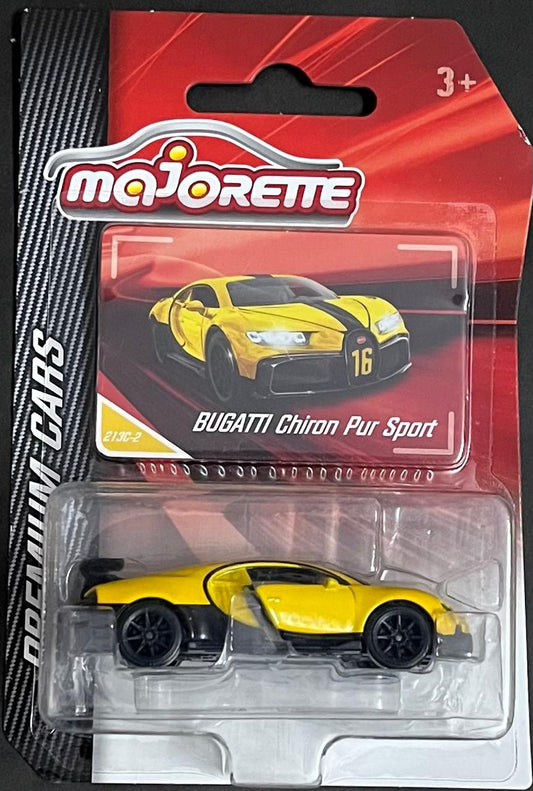 3+
MAJORETTE
16
BUGATTI Chiron Pur Sport
213C-2
PREMIUM CARS